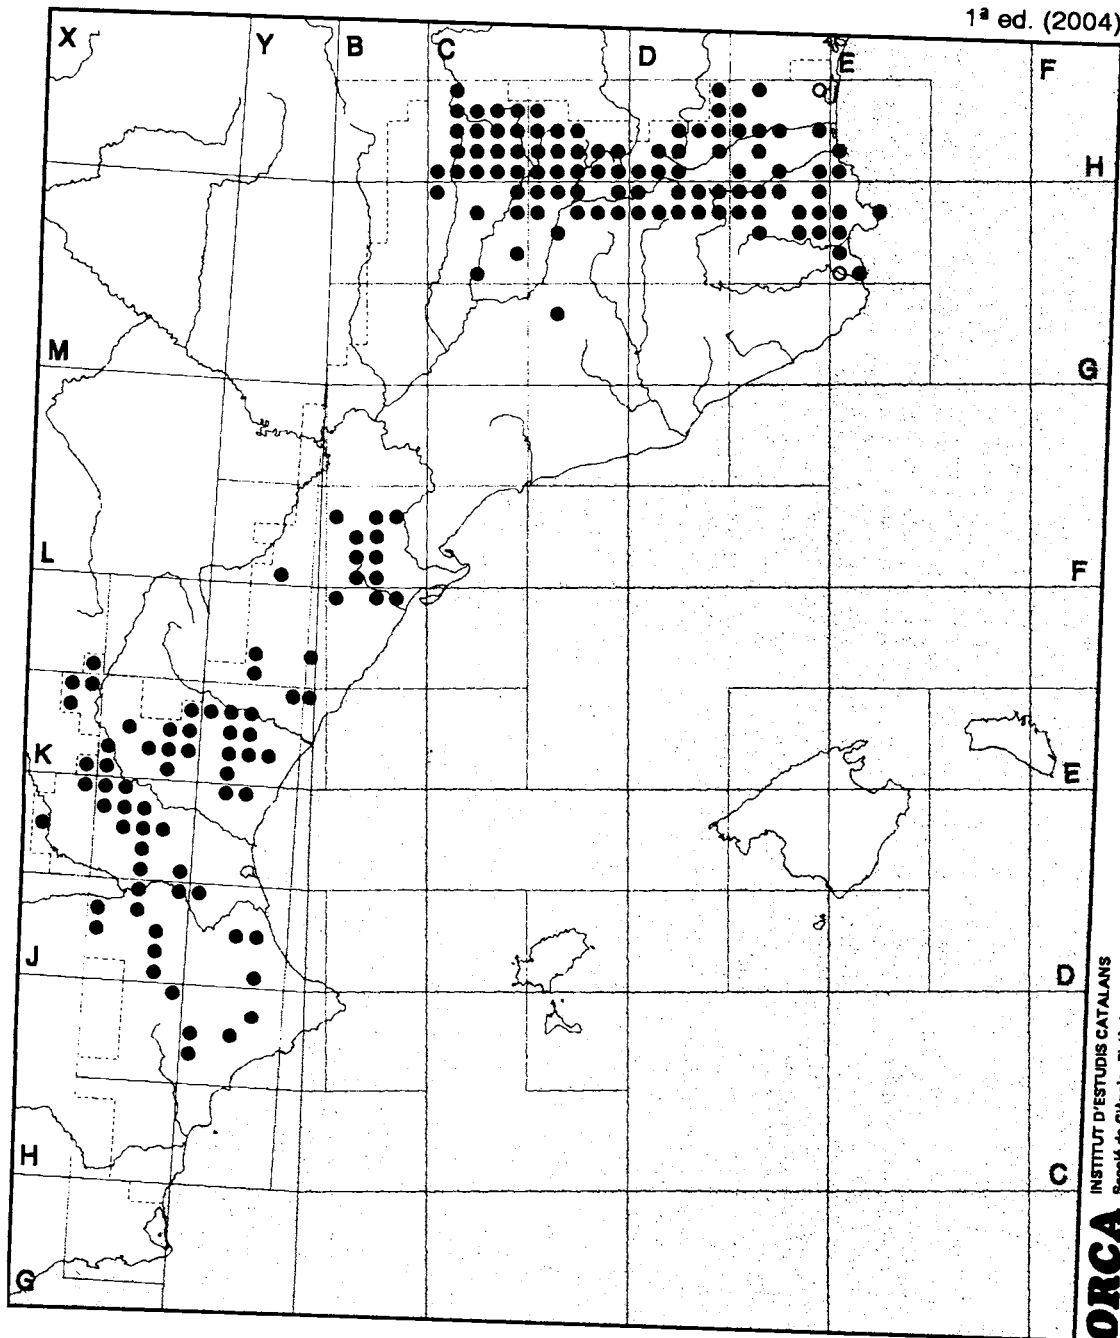 1ª ed. (2004)
X Y B C D E F
H
M G
L F
K E
J D
H C
G
ORCA
INSTITUT D'ESTUDIS CATALANS